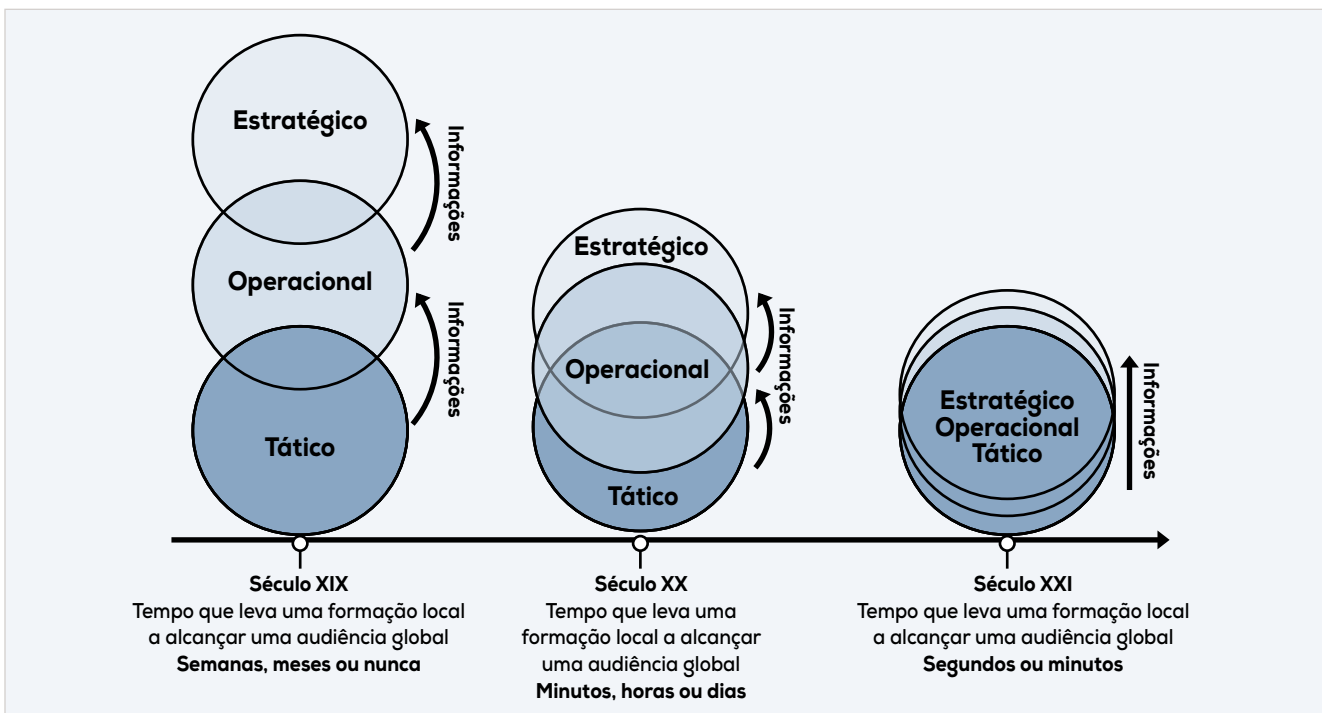 Estratégico
Informações
Operacional
Informações
Tático
Estratégico
Informações
Operacional
Informações
Tático
Estratégico
Operacional
Tático
Informações
Século XIX
Tempo que leva uma formação local
a alcançar uma audiência global
Semanas, meses ou nunca
Século XX
Tempo que leva uma
formação local a alcançar
uma audiência global
Minutos, horas ou dias
Século XXI
Tempo que leva uma formação local
a alcançar uma audiência global
Segundos ou minutos